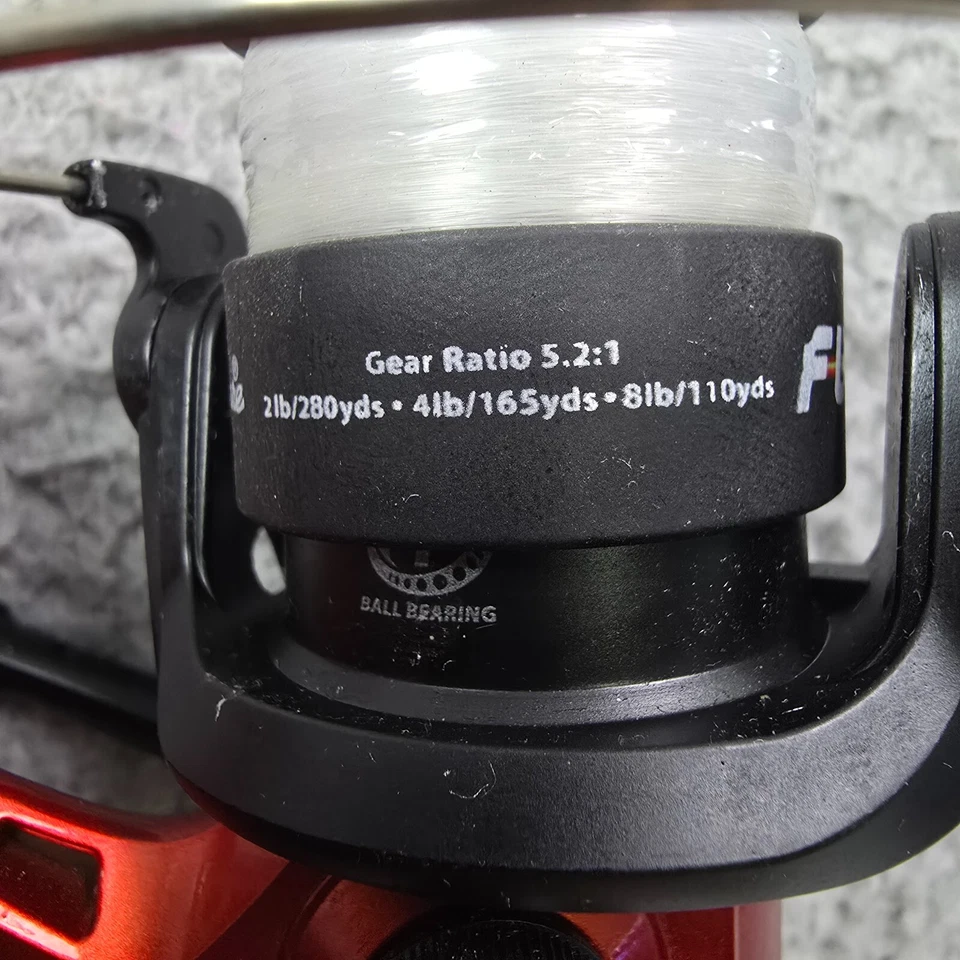 Gear Ratio 5.2:1
2lb/280yds • 4lb/165yds • 8lb/110yds
BALL BEARING